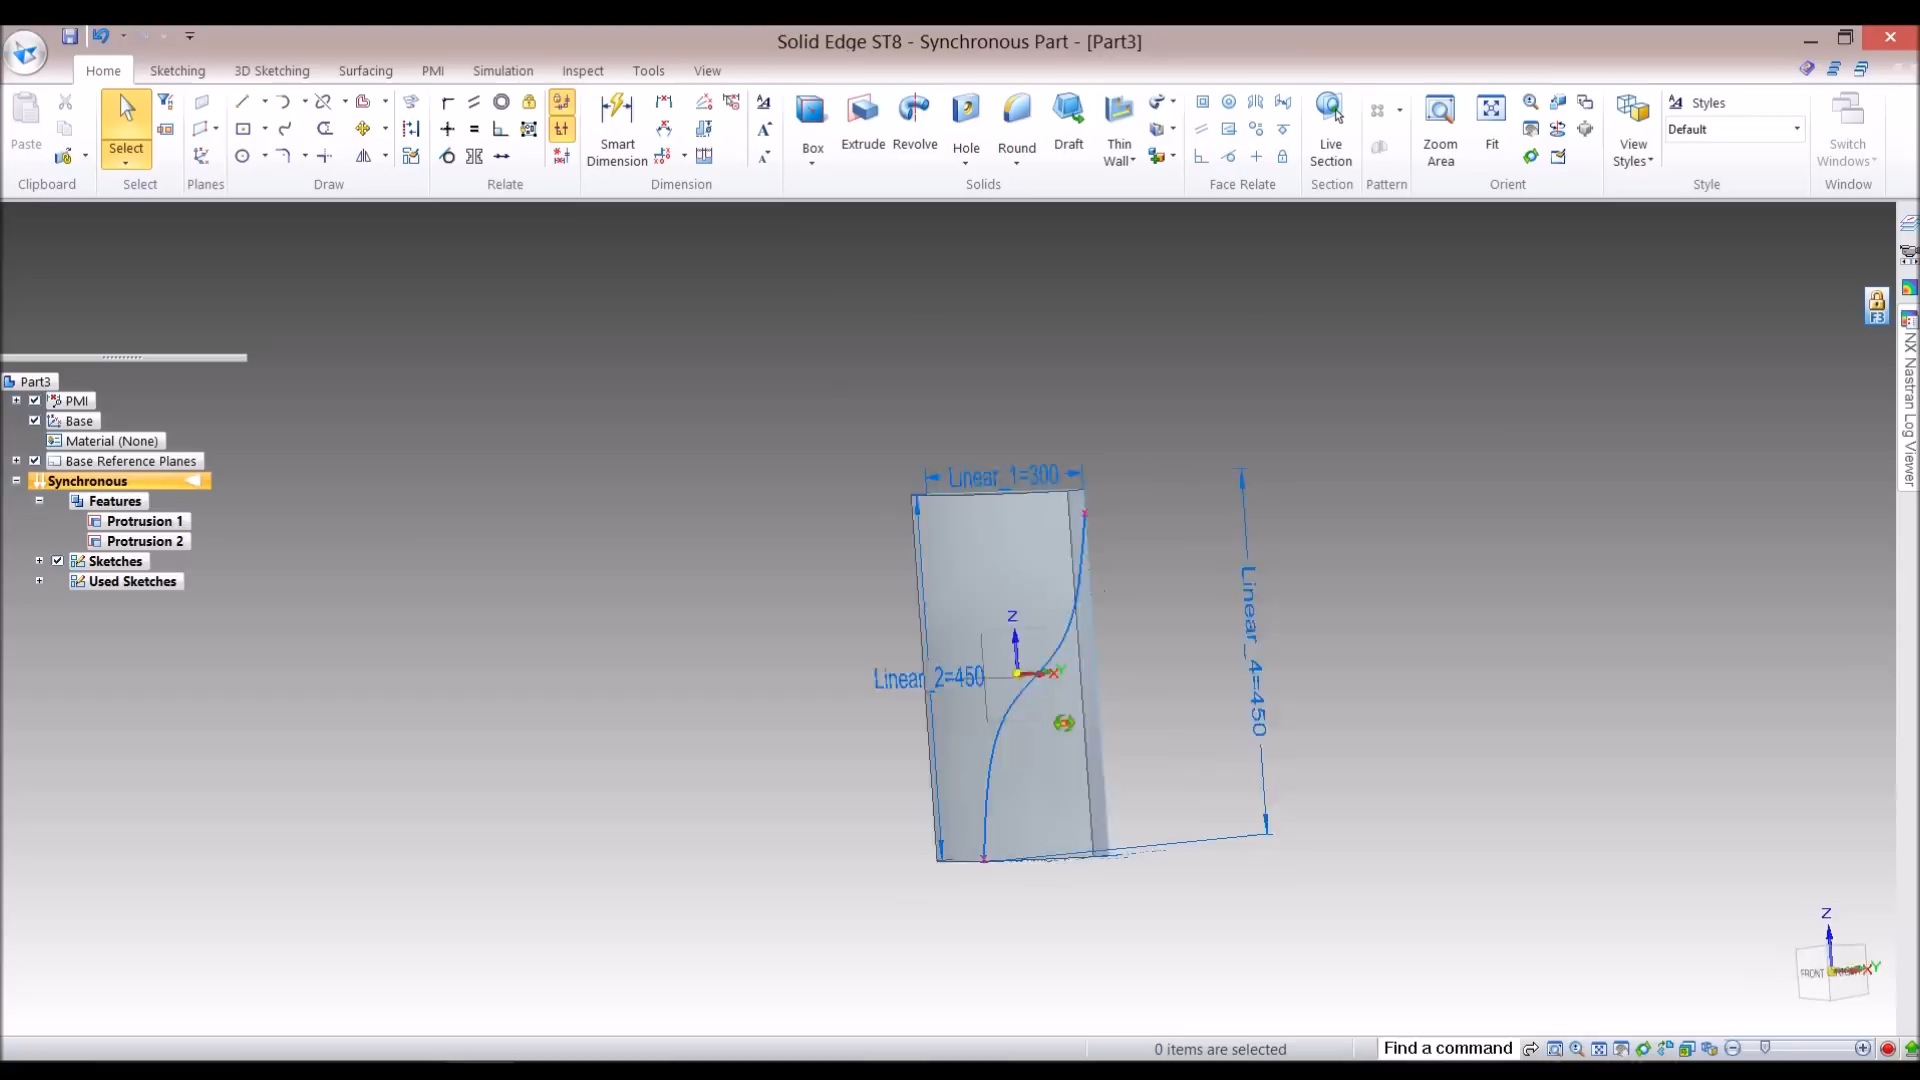 Solid Edge ST8 - Synchronous Part - [Part3]
Home Sketching 3D Sketching Surfacing PMI Simulation Inspect Tools View
Paste
Clipboard
Select
Select
Planes
Draw
Relate
Smart Dimension
Dimension
Box Extrude Revolve Hole Round Draft Thin Wall
Solids
Face Relate
Live Section
Section
Pattern
Zoom Area
Fit
Orient
View Styles
Styles
Default
Style
Switch Windows
Window
F3
NX Nastran Log Viewer
Part3
PMI
Base
Material (None)
Base Reference Planes
Synchronous
Features
Protrusion 1
Protrusion 2
Sketches
Used Sketches
Linear_1=300
Linear_2=450
Linear_4=450
Z
X
Y
Z
FRONT
X
Y
0 items are selected
Find a command